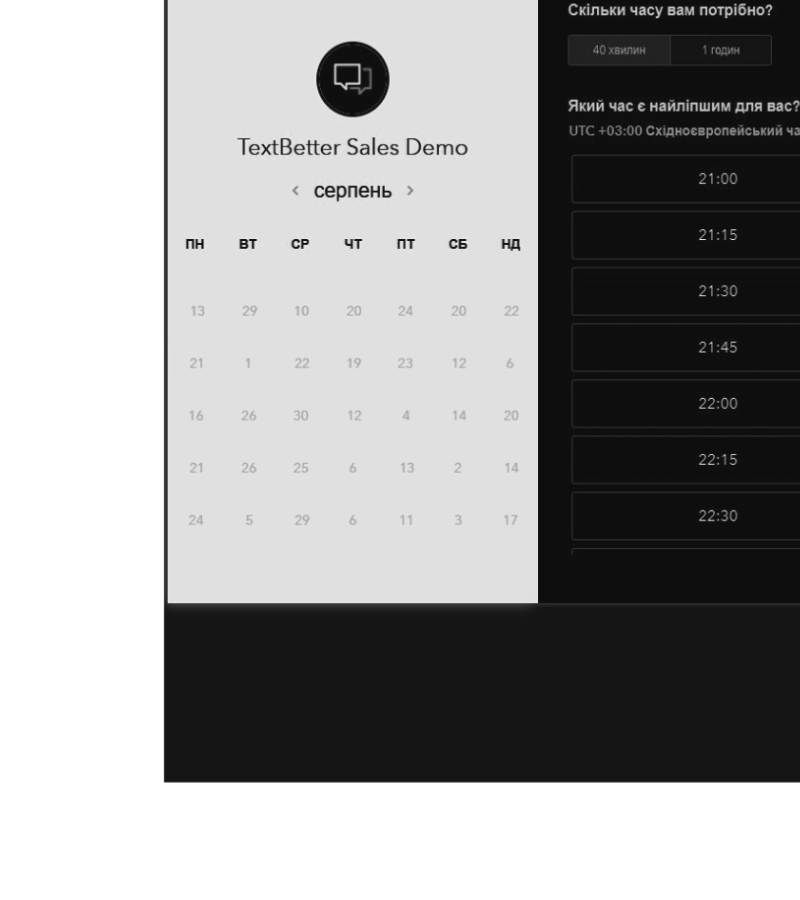 TextBetter Sales Demo
серпень
ПН ВТ СР ЧТ ПТ СБ НД
13 29 10 20 24 20 22
21 1 22 19 23 12 6
16 26 30 12 4 14 20
21 26 25 6 13 2 14
24 5 29 6 11 3 17
Скільки часу вам потрібно?
40 хвилин 1 годин
Який час є найліпшим для вас?
UTC +03:00 Східноєвропейський ча
21:00
21:15
21:30
21:45
22:00
22:15
22:30